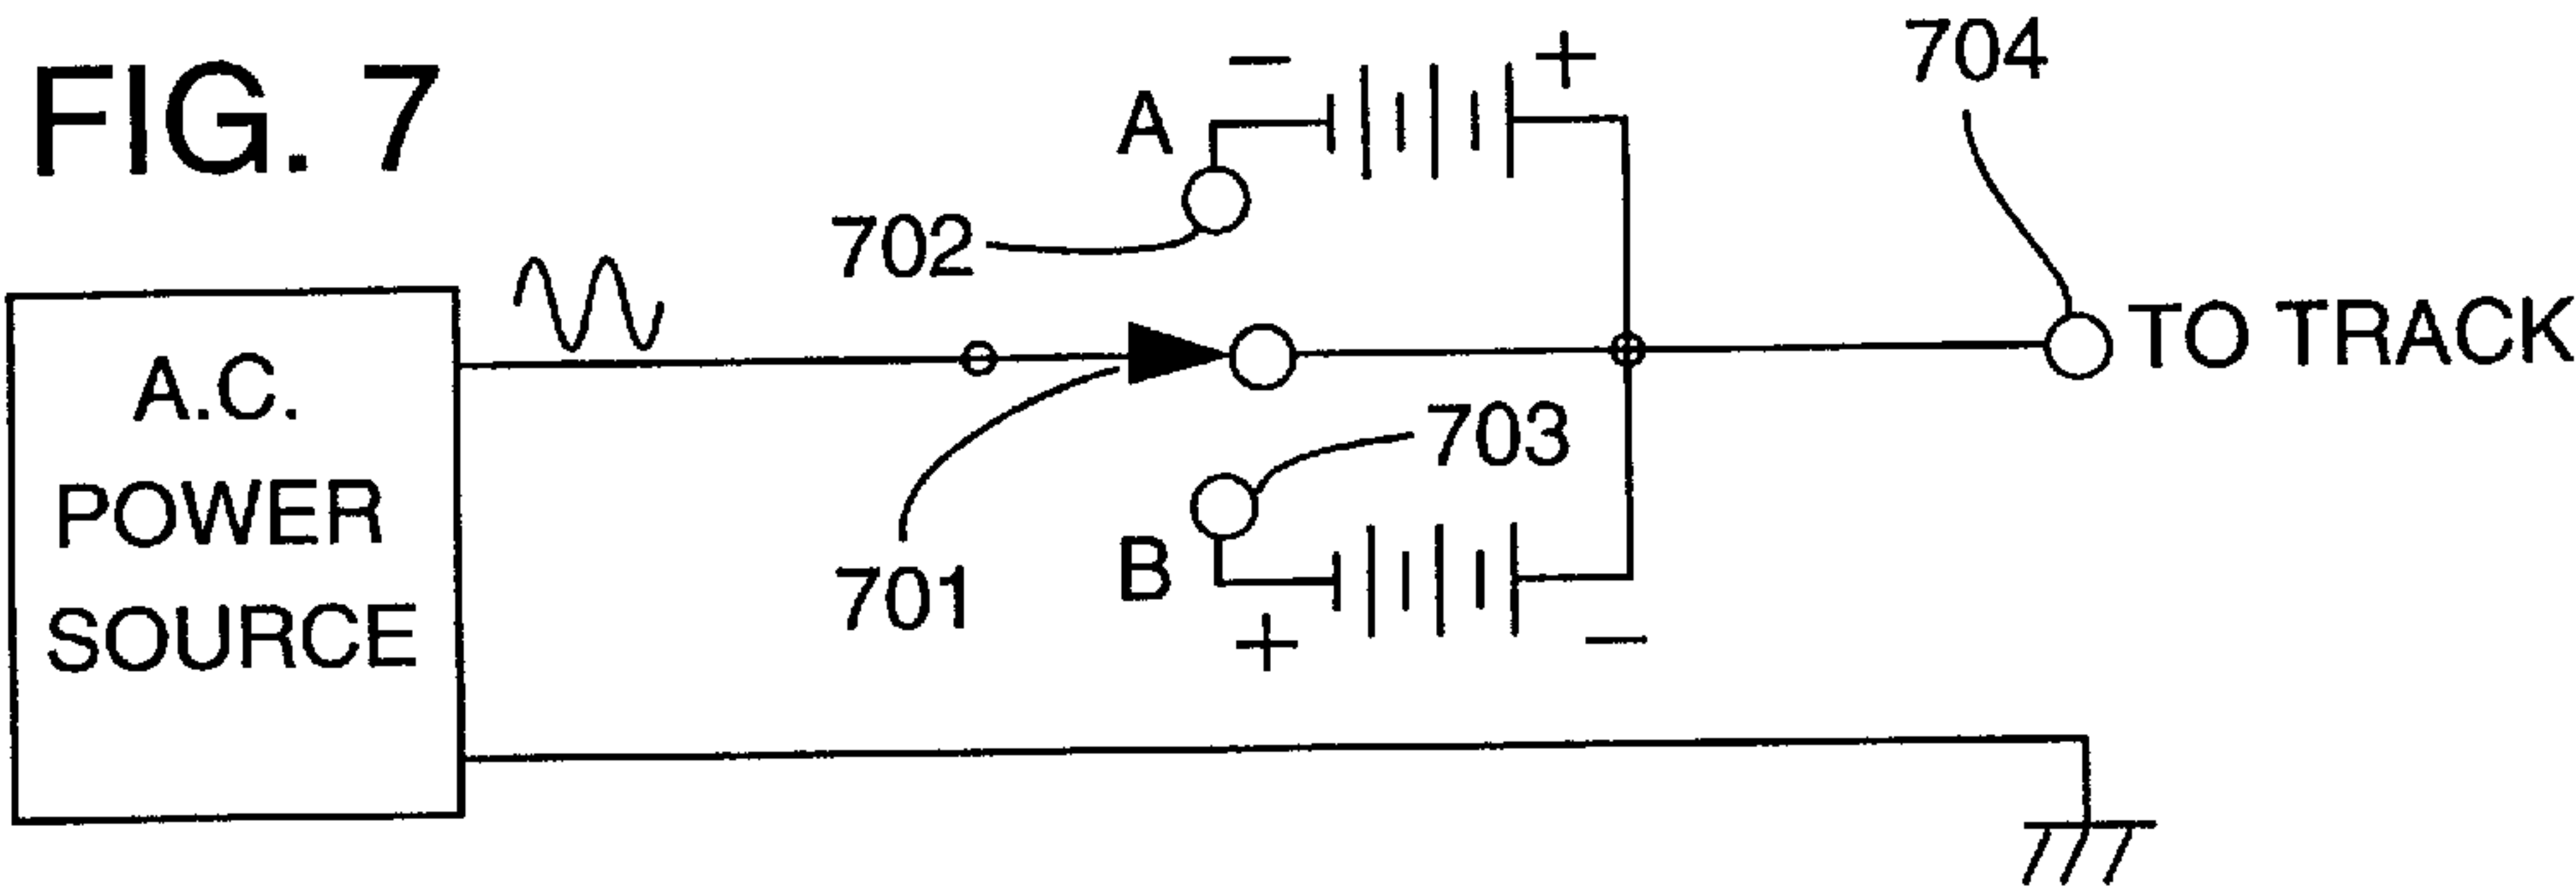 FIG. 7
704
− +
A
702
TO TRACK
A.C.
POWER
SOURCE
703
701
B
+ −